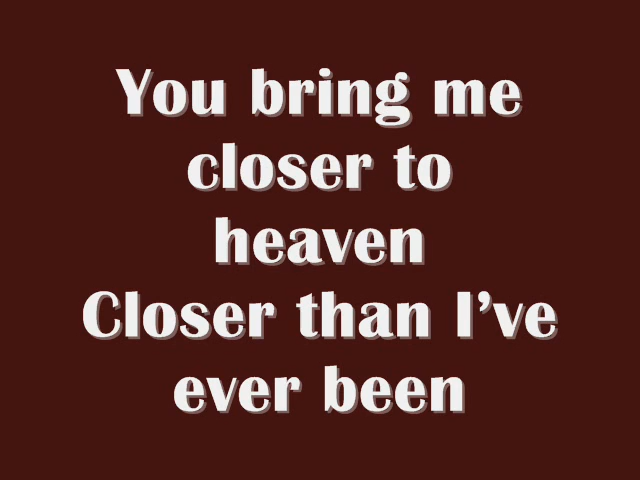 You bring me
closer to
heaven
Closer than I’ve
ever been